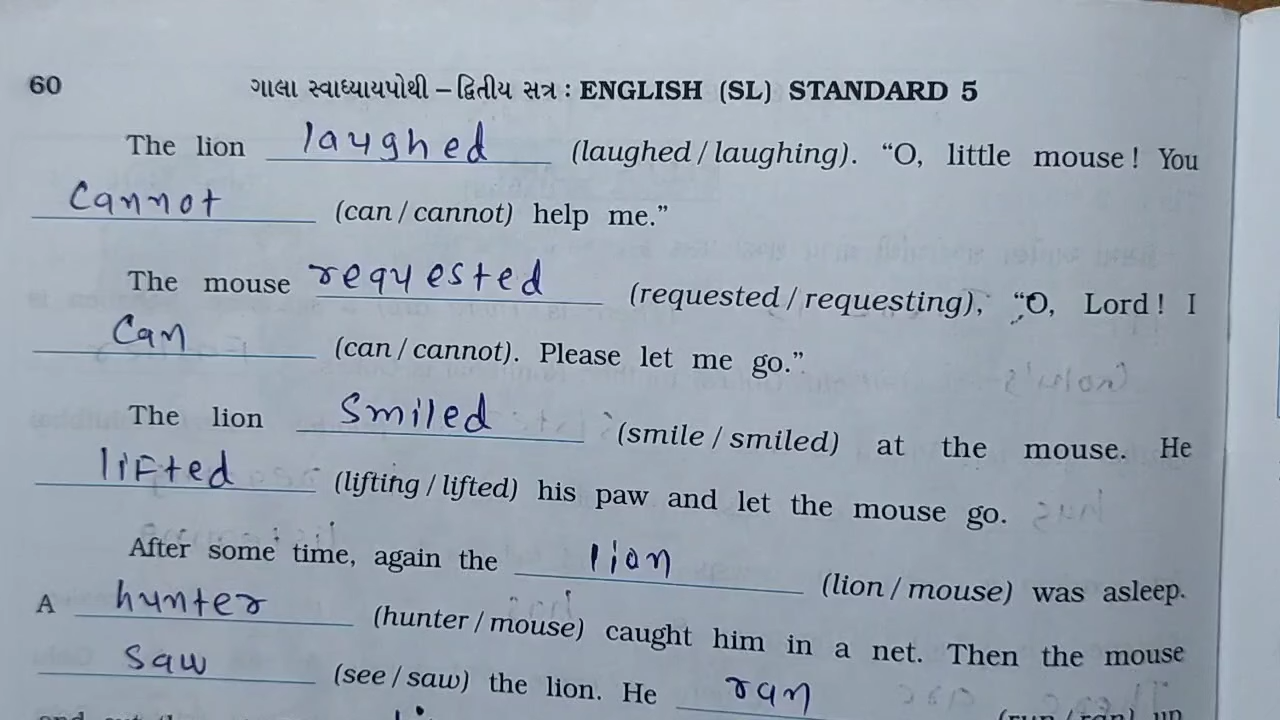 60 ગાલા સ્વાધ્યાયપોથી – દ્વિતીય સત્ર : ENGLISH (SL) STANDARD 5
The lion laughed (laughed / laughing). “O, little mouse! You
cannot (can / cannot) help me.”
The mouse requested (requested / requesting), “O, Lord! I
can (can / cannot). Please let me go.”
The lion smiled (smile / smiled) at the mouse. He
lifted (lifting / lifted) his paw and let the mouse go.
After some time, again the lion (lion / mouse) was asleep.
A hunter (hunter / mouse) caught him in a net. Then the mouse
saw (see / saw) the lion. He ran
(run / ran) up